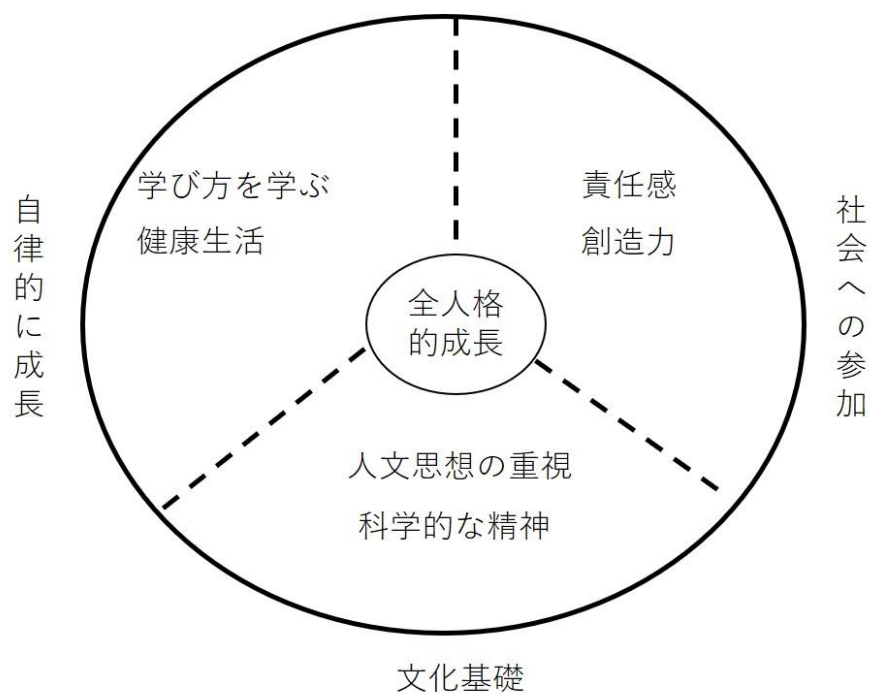 学び方を学ぶ
健康生活
責任感
創造力
自律的に成長
社会への参加
全人格
的成長
人文思想の重視
科学的な精神
文化基礎